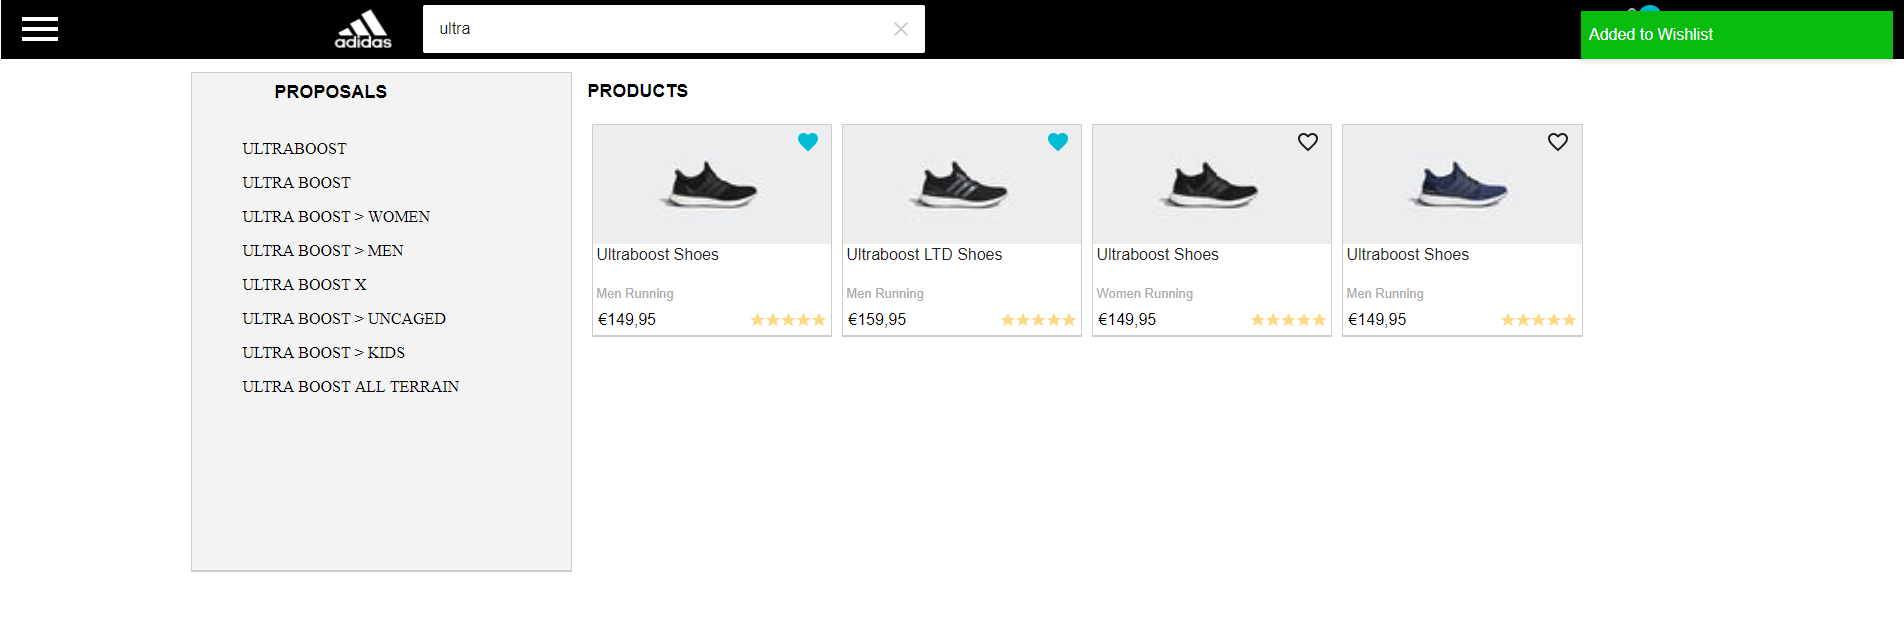 adidas
ultra
Added to Wishlist
PROPOSALS
ULTRABOOST
ULTRA BOOST
ULTRA BOOST > WOMEN
ULTRA BOOST > MEN
ULTRA BOOST X
ULTRA BOOST > UNCAGED
ULTRA BOOST > KIDS
ULTRA BOOST ALL TERRAIN
PRODUCTS
Ultraboost Shoes
Men Running
€149,95
Ultraboost LTD Shoes
Men Running
€159,95
Ultraboost Shoes
Women Running
€149,95
Ultraboost Shoes
Men Running
€149,95